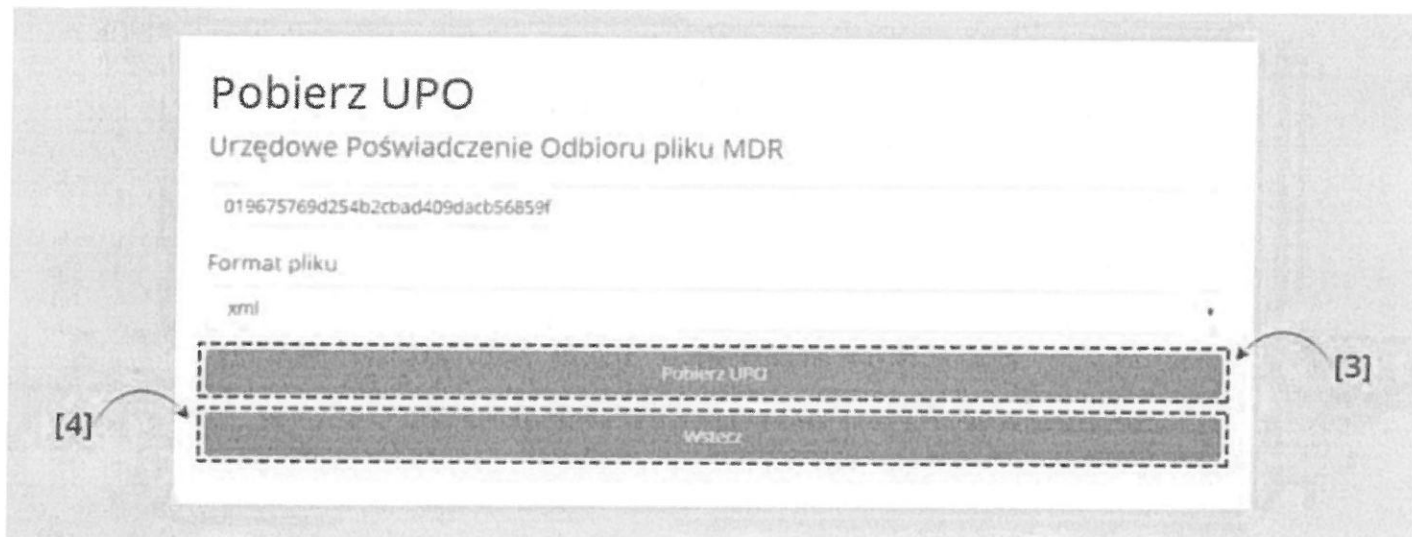 Pobierz UPO
Urzędowe Poświadczenie Odbioru pliku MDR
019675769d254b2cbad409dacb56859f
Format pliku
xml
Pobierz UPO
[3]
[4]
Wstecz